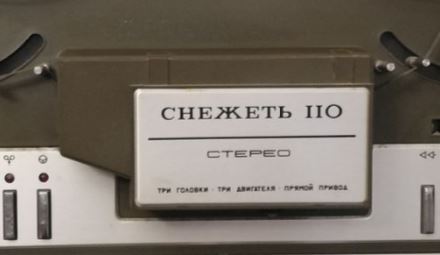 СНЕЖЕТЬ 110
СТЕРЕО
ТРИ ГОЛОВКИ · ТРИ ДВИГАТЕЛЯ · ПРЯМОЙ ПРИВОД